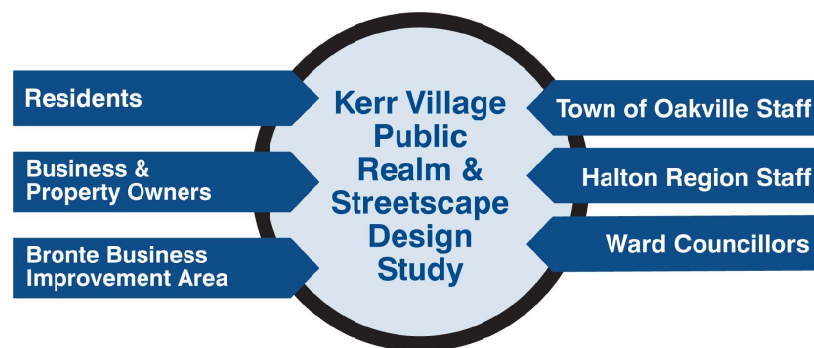 Residents
Business &
Property Owners
Bronte Business
Improvement Area
Kerr Village
Public
Realm &
Streetscape
Design
Study
Town of Oakville Staff
Halton Region Staff
Ward Councillors